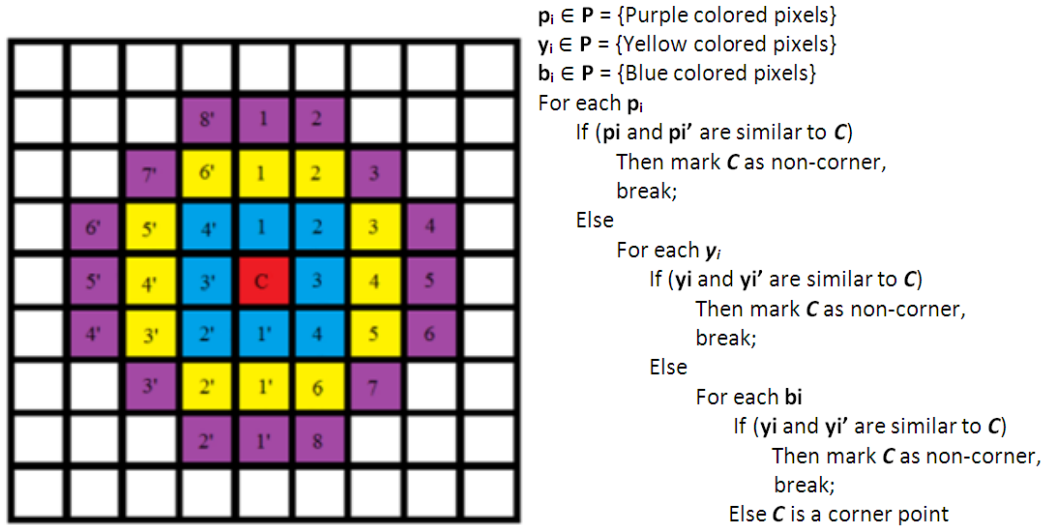 8' 1 2
7' 6' 1 2 3
6' 5' 4' 1 2 3 4
5' 4' 3' C 3 4 5
4' 3' 2' 1' 4 5 6
3' 2' 1' 6 7
2' 1' 8
pᵢ ∈ P = {Purple colored pixels}
yᵢ ∈ P = {Yellow colored pixels}
bᵢ ∈ P = {Blue colored pixels}
For each pᵢ
If (pi and pi’ are similar to C)
Then mark C as non-corner,
break;
Else
For each yᵢ
If (yi and yi’ are similar to C)
Then mark C as non-corner,
break;
Else
For each bi
If (yi and yi’ are similar to C)
Then mark C as non-corner,
break;
Else C is a corner point